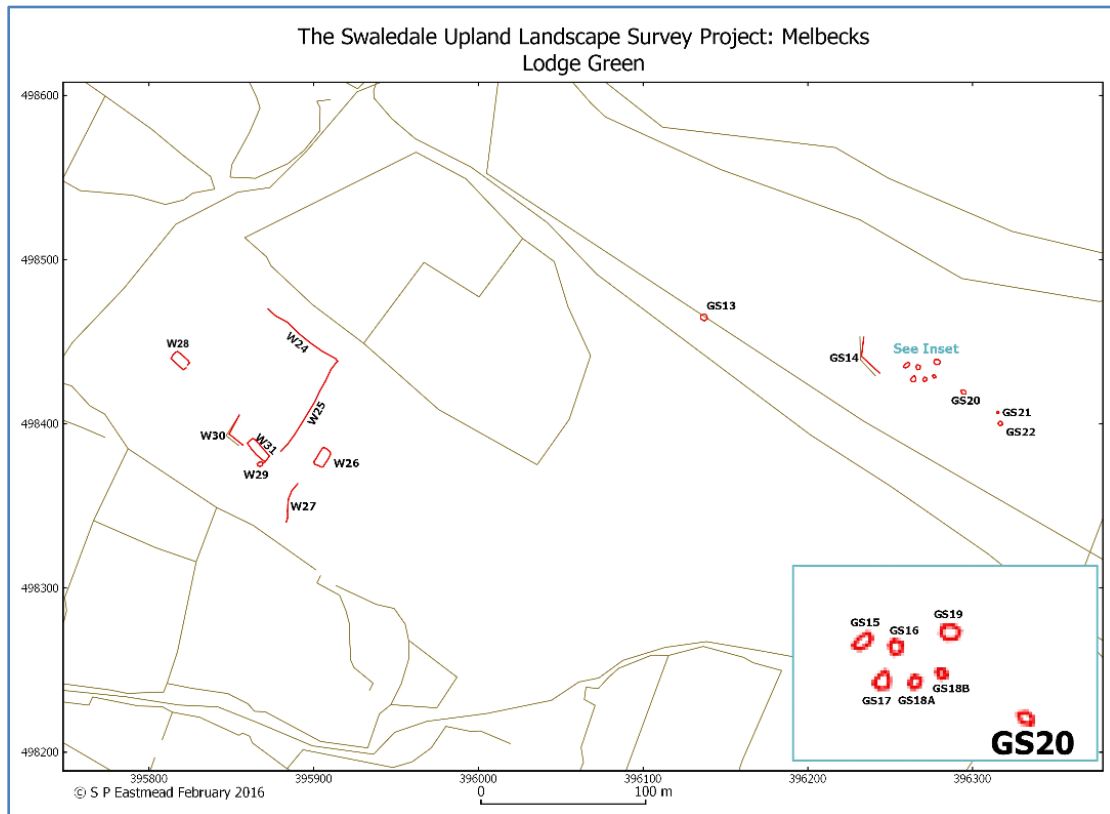 The Swaledale Upland Landscape Survey Project: Melbecks
Lodge Green
498600
498500
498400
498300
498200
GS13
W28
W24
GS14
See Inset
GS20
W25
GS21
GS22
W30
W31
W26
W29
W27
GS15
GS16
GS19
GS17
GS18A
GS18B
GS20
395800
395900
396000
396100
396200
396300
© S P Eastmead February 2016
0
100 m